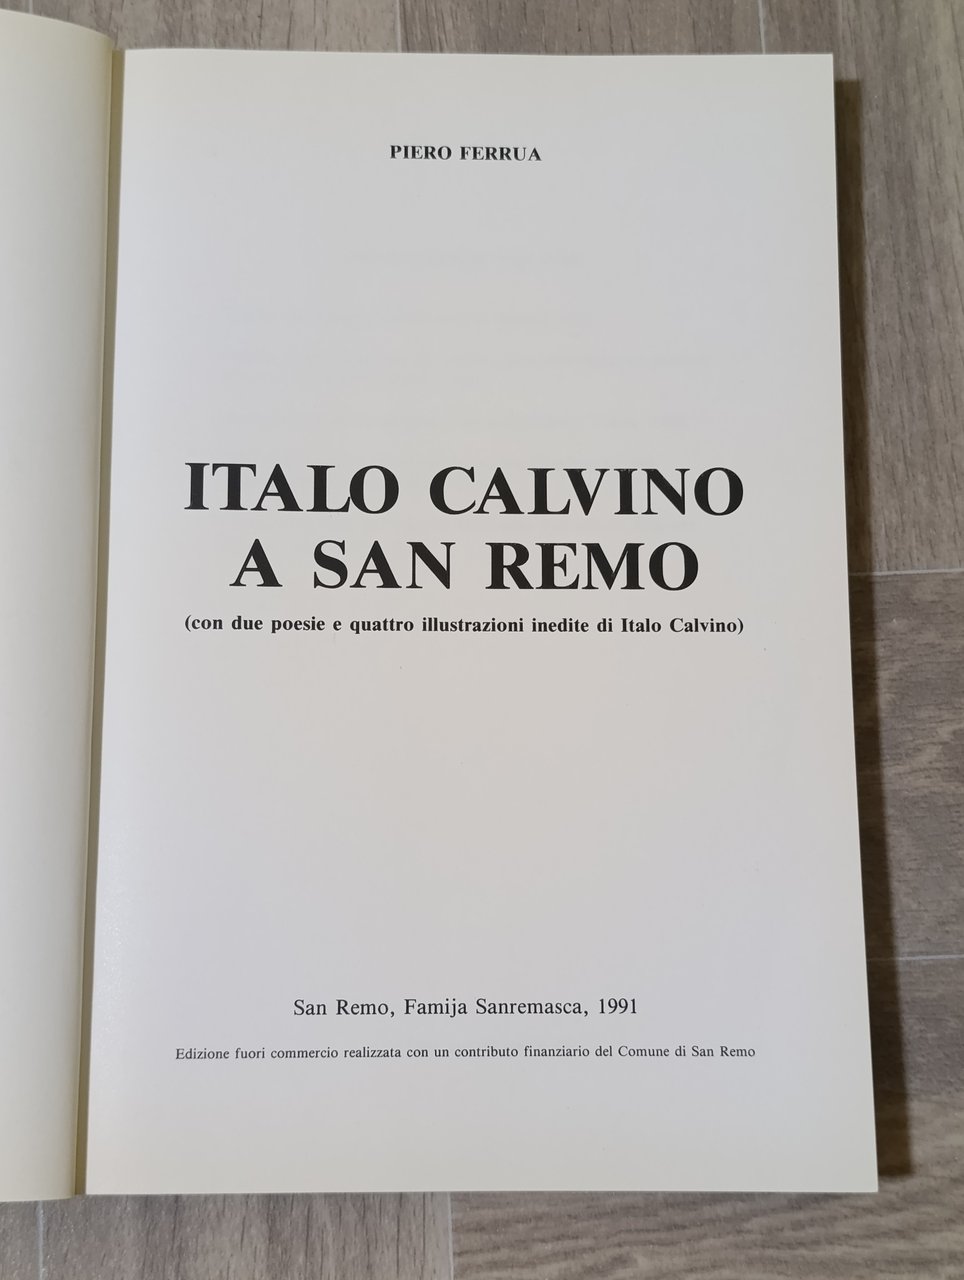 PIERO FERRUA
ITALO CALVINO
A SAN REMO
(con due poesie e quattro illustrazioni inedite di Italo Calvino)
San Remo, Famija Sanremasca, 1991
Edizione fuori commercio realizzata con un contributo finanziario del Comune di San Remo